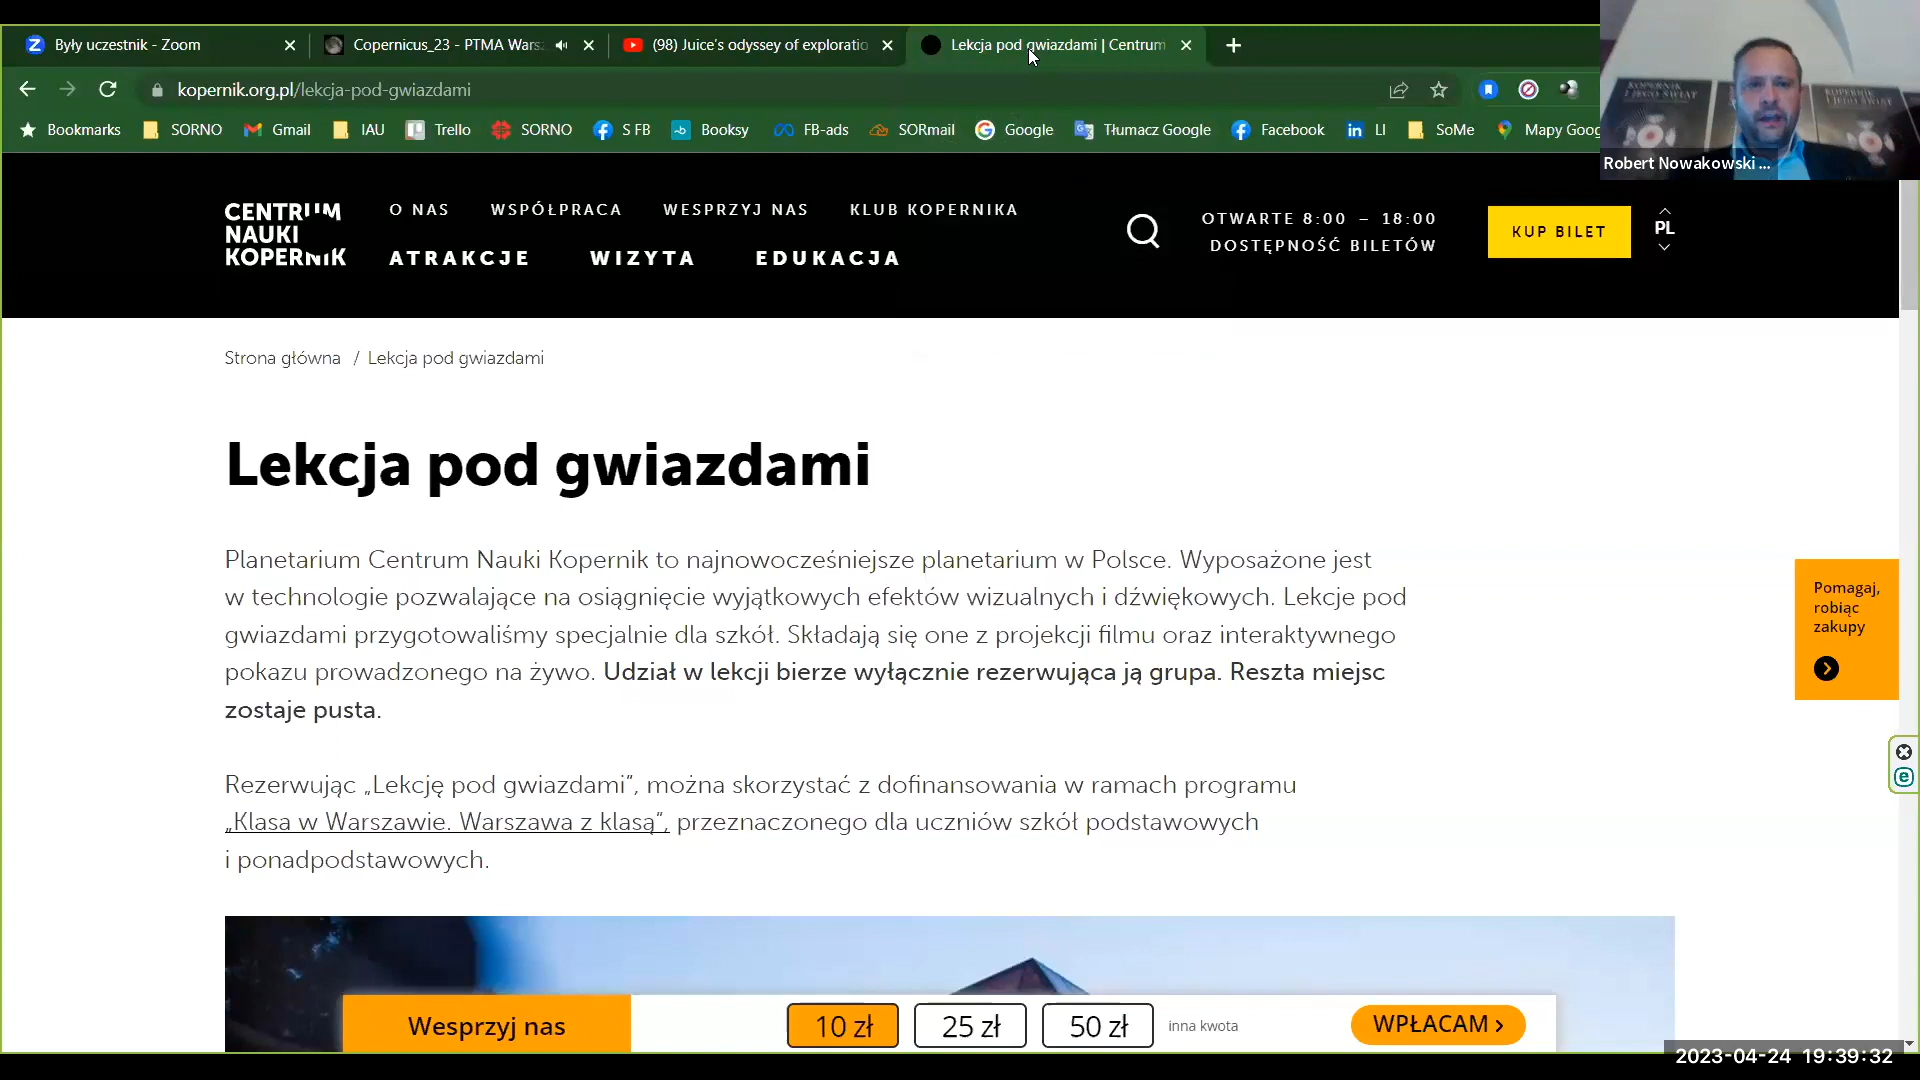 Były uczestnik - Zoom
Copernicus_23 - PTMA Wars
(98) Juice's odyssey of exploratio
Lekcja pod gwiazdami | Centrum
kopernik.org.pl/lekcja-pod-gwiazdami
Bookmarks SORNO Gmail IAU Trello SORNO S FB Booksy FB-ads SORmail Google Tłumacz Google Facebook LI SoMe Mapy Goog
KOPERNIK
I JEGO ŚWIAT
KOPERNIK
I JEGO ŚWIAT
Robert Nowakowski ...
CENTRUM
NAUKI
KOPERNIK
O NAS WSPÓŁPRACA WESPRZYJ NAS KLUB KOPERNIKA
ATRAKCJE WIZYTA EDUKACJA
OTWARTE 8:00 – 18:00
DOSTĘPNOŚĆ BILETÓW
KUP BILET
PL
Strona główna / Lekcja pod gwiazdami
Lekcja pod gwiazdami
Planetarium Centrum Nauki Kopernik to najnowocześniejsze planetarium w Polsce. Wyposażone jest
w technologie pozwalające na osiągnięcie wyjątkowych efektów wizualnych i dźwiękowych. Lekcje pod
gwiazdami przygotowaliśmy specjalnie dla szkół. Składają się one z projekcji filmu oraz interaktywnego
pokazu prowadzonego na żywo. Udział w lekcji bierze wyłącznie rezerwująca ją grupa. Reszta miejsc
zostaje pusta.
Rezerwując „Lekcję pod gwiazdami”, można skorzystać z dofinansowania w ramach programu
„Klasa w Warszawie. Warszawa z klasą”, przeznaczonego dla uczniów szkół podstawowych
i ponadpodstawowych.
Pomagaj,
robiąc
zakupy
Wesprzyj nas
10 zł 25 zł 50 zł inna kwota
WPŁACAM >
2023-04-24 19:39:32